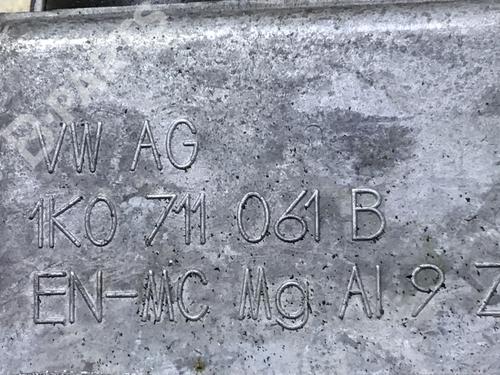 VW AG
1K0 711 061 B
EN-MC Mg Al 9 Z